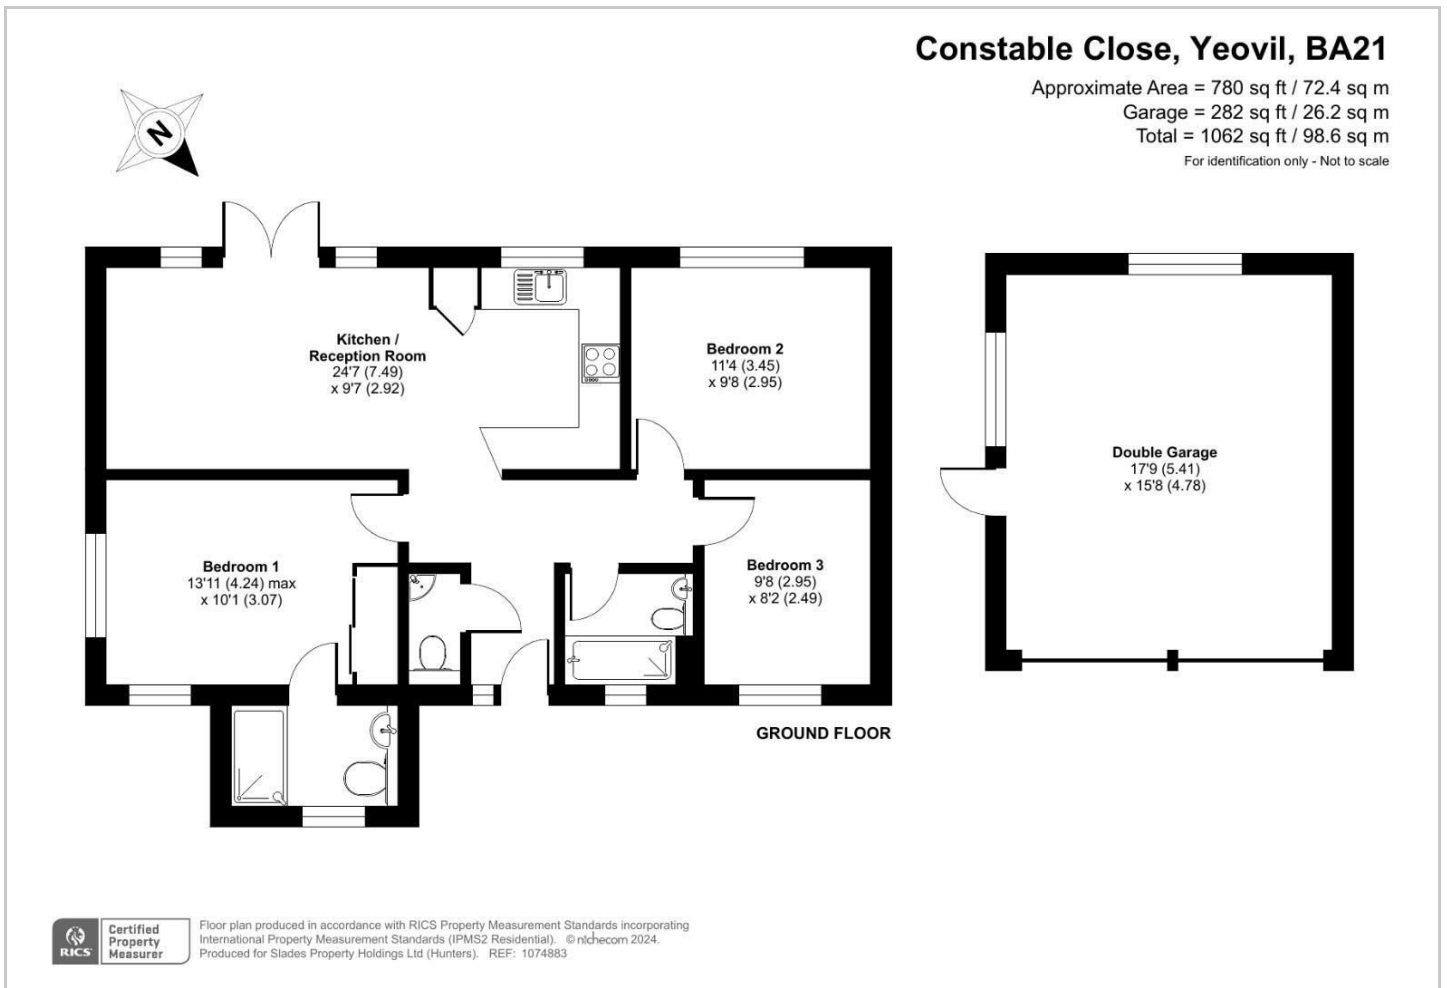 Constable Close, Yeovil, BA21
Approximate Area = 780 sq ft / 72.4 sq m
Garage = 282 sq ft / 26.2 sq m
Total = 1062 sq ft / 98.6 sq m
For identification only - Not to scale
N
Kitchen /
Reception Room
24'7 (7.49)
x 9'7 (2.92)
Bedroom 2
11'4 (3.45)
x 9'8 (2.95)
Double Garage
17'9 (5.41)
x 15'8 (4.78)
Bedroom 1
13'11 (4.24) max
x 10'1 (3.07)
Bedroom 3
9'8 (2.95)
x 8'2 (2.49)
GROUND FLOOR
RICS
Certified
Property
Measurer
Floor plan produced in accordance with RICS Property Measurement Standards incorporating
International Property Measurement Standards (IPMS2 Residential). © nichecom 2024.
Produced for Slades Property Holdings Ltd (Hunters). REF: 1074883